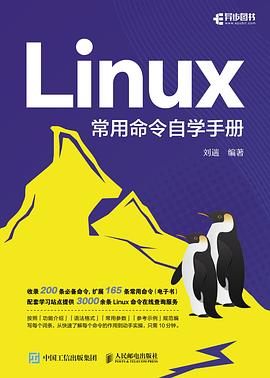 异步图书
www.epubit.com
Linux
常用命令自学手册
刘遄 编著
收录 200 条必备命令, 扩展 165 条常用命令 (电子书)
配套学习站点提供 3000余条 Linux 命令在线查询服务
按照「功能介绍」「语法格式」「常用参数」「参考示例」规范编
写每个词条, 从快速了解每个命令的作用到动手实操, 只需 10 分钟。
中国工信出版集团 人民邮电出版社
POSTS & TELECOM PRESS